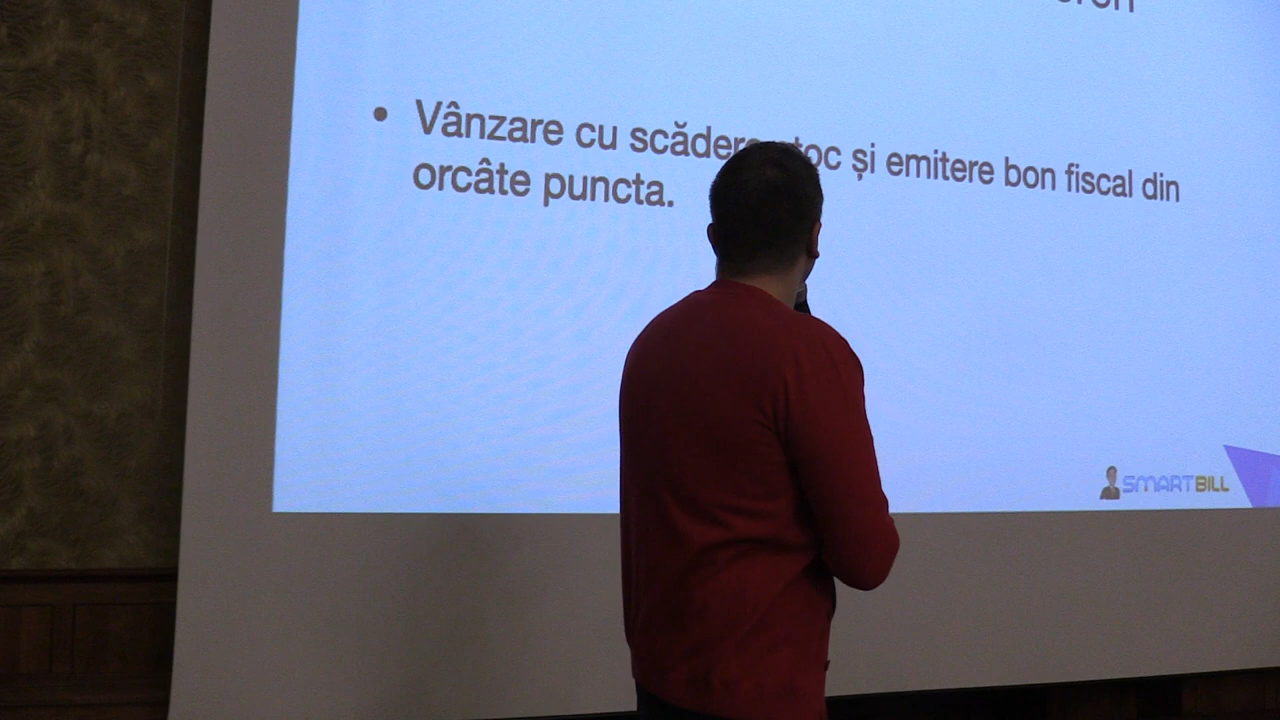 • Vânzare cu scădere stoc și emitere bon fiscal din
orcâte puncta.
SMARTBILL